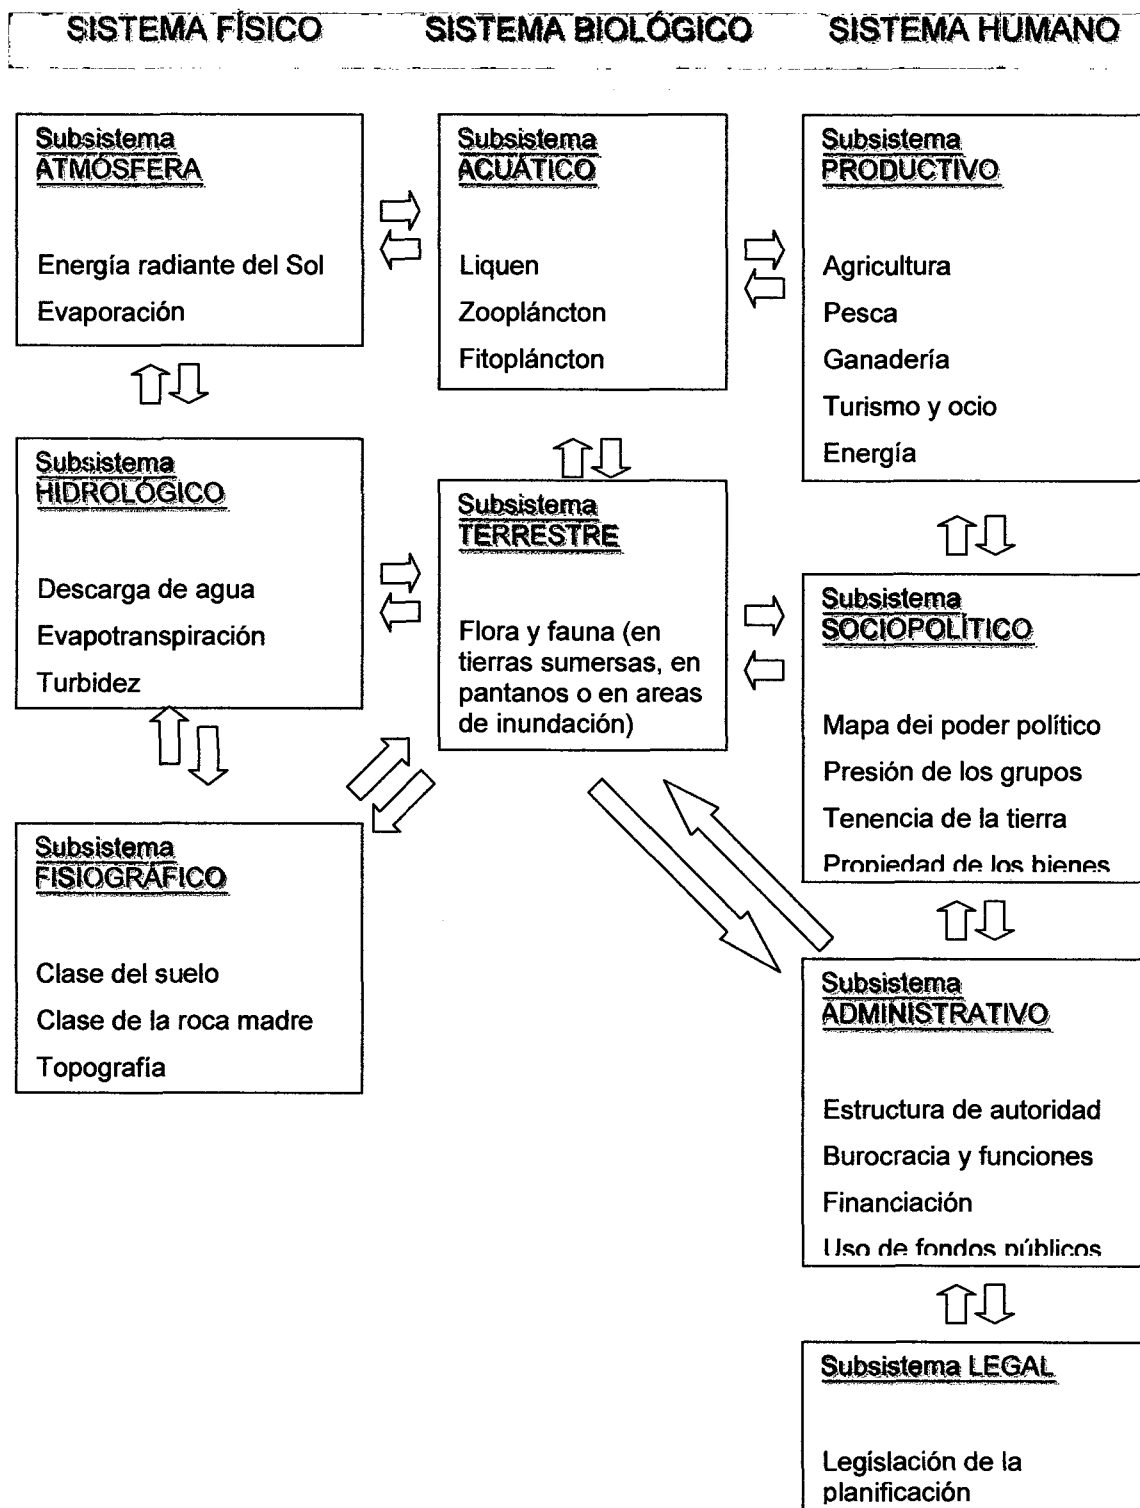 SISTEMA FÍSICO
SISTEMA BIOLÓGICO
SISTEMA HUMANO
Subsistema
ATMÓSFERA
Energía radiante del Sol
Evaporación
Subsistema
HIDROLÓGICO
Descarga de agua
Evapotranspiración
Turbidez
Subsistema
FISIOGRÁFICO
Clase del suelo
Clase de la roca madre
Topografía
Subsistema
ACUÁTICO
Liquen
Zoopláncton
Fitopláncton
Subsistema
TERRESTRE
Flora y fauna (en
tierras sumersas, en
pantanos o en areas
de inundación)
Subsistema
PRODUCTIVO
Agricultura
Pesca
Ganadería
Turismo y ocio
Energía
Subsistema
SOCIOPOLÍTICO
Mapa dei poder político
Presión de los grupos
Tenencia de la tierra
Propiedad de los bienes
Subsistema
ADMINISTRATIVO
Estructura de autoridad
Burocracia y funciones
Financiación
Uso de fondos públicos
Subsistema LEGAL
Legíslación de la
planificación